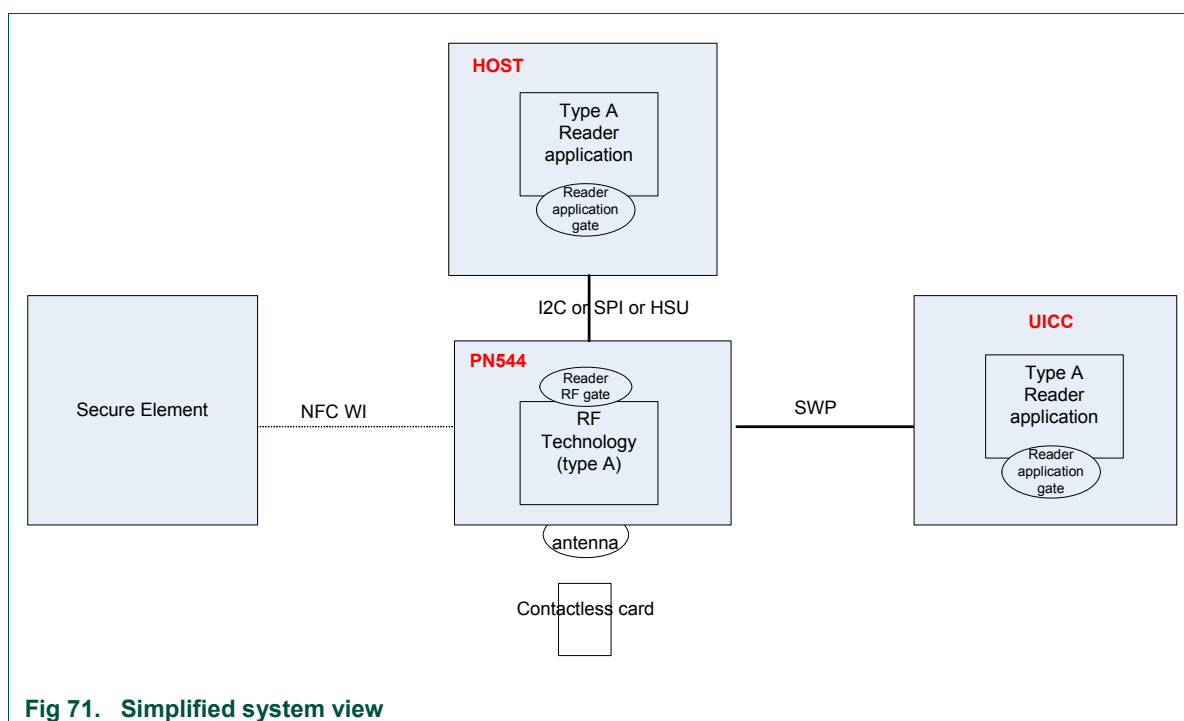 HOST
Type A
Reader
application
Reader
application
gate
I2C or SPI or HSU
Secure Element
NFC WI
PN544
Reader
RF gate
RF
Technology
(type A)
SWP
UICC
Type A
Reader
application
Reader
application
gate
antenna
Contactless card
Fig 71. Simplified system view